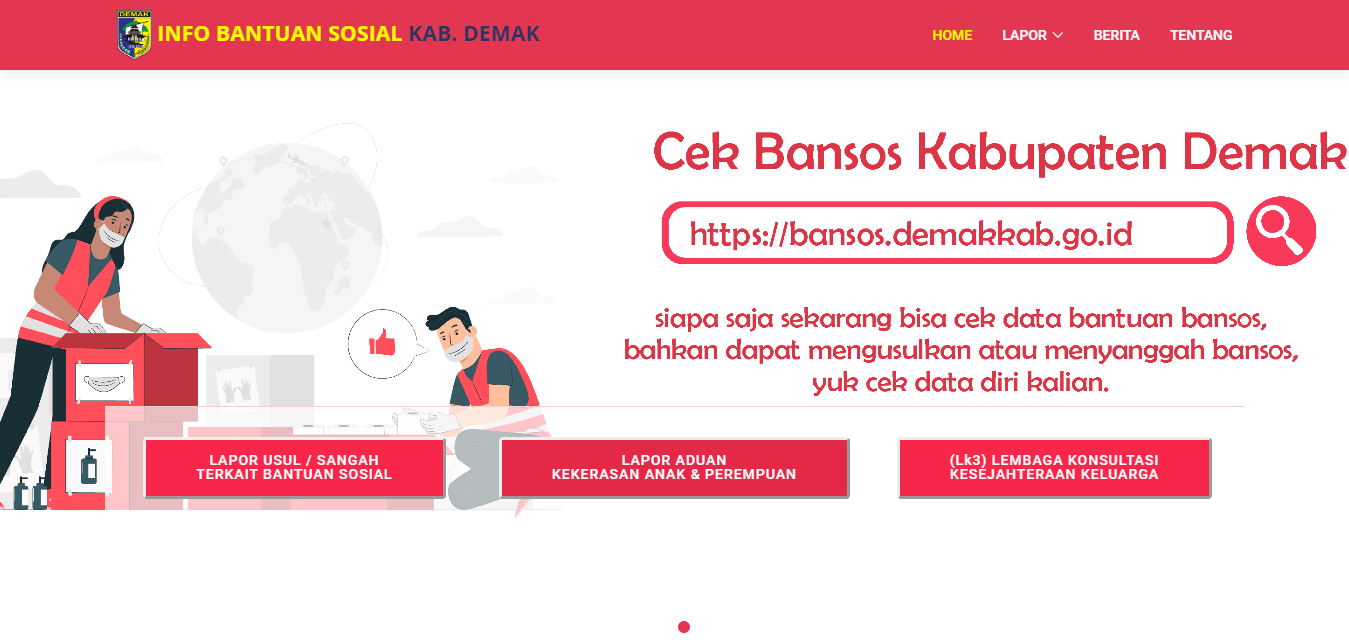 DEMAK
INFO BANTUAN SOSIAL KAB. DEMAK
HOME
LAPOR
BERITA
TENTANG
Cek Bansos Kabupaten Demak
https://bansos.demakkab.go.id
siapa saja sekarang bisa cek data bantuan bansos,
bahkan dapat mengusulkan atau menyanggah bansos,
yuk cek data diri kalian.
LAPOR USUL / SANGAH
TERKAIT BANTUAN SOSIAL
LAPOR ADUAN
KEKERASAN ANAK & PEREMPUAN
(Lk3) LEMBAGA KONSULTASI
KESEJAHTERAAN KELUARGA